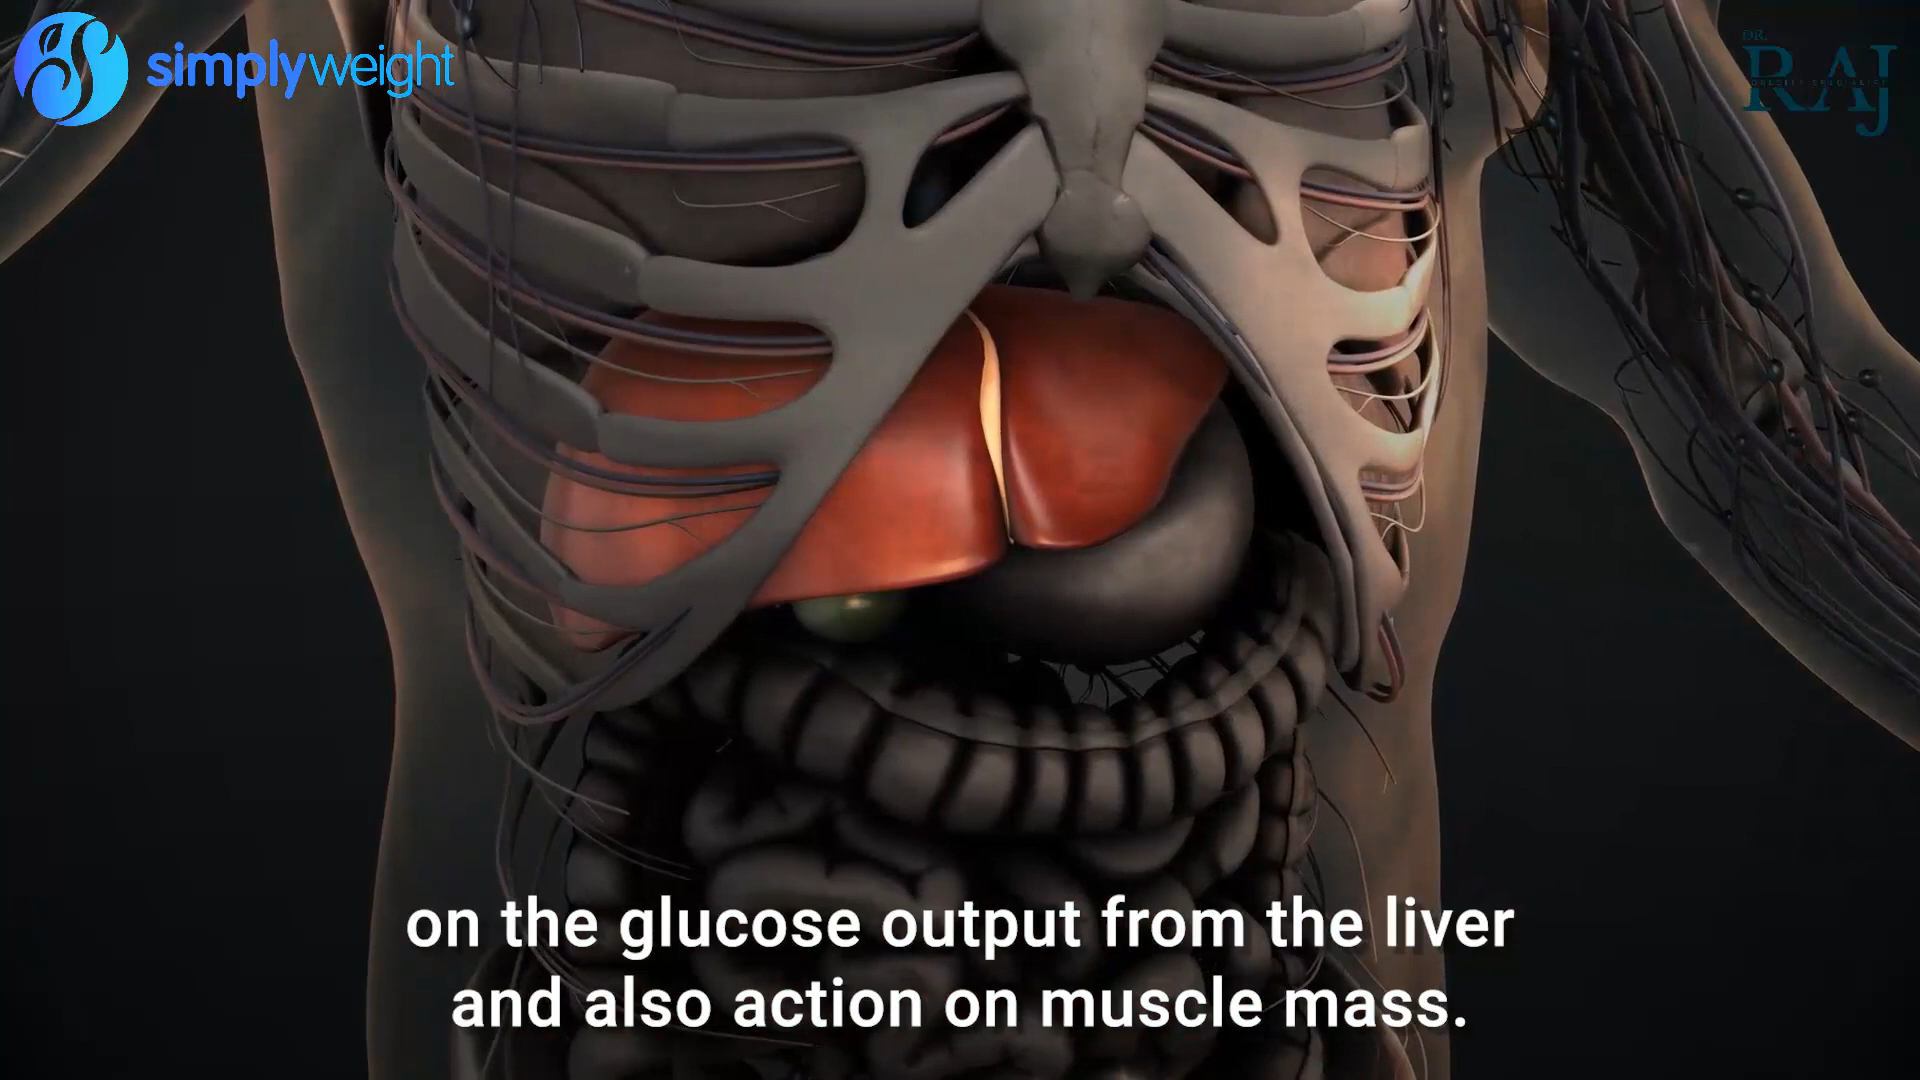 simplyweight
DR.
RAJ
on the glucose output from the liver
and also action on muscle mass.